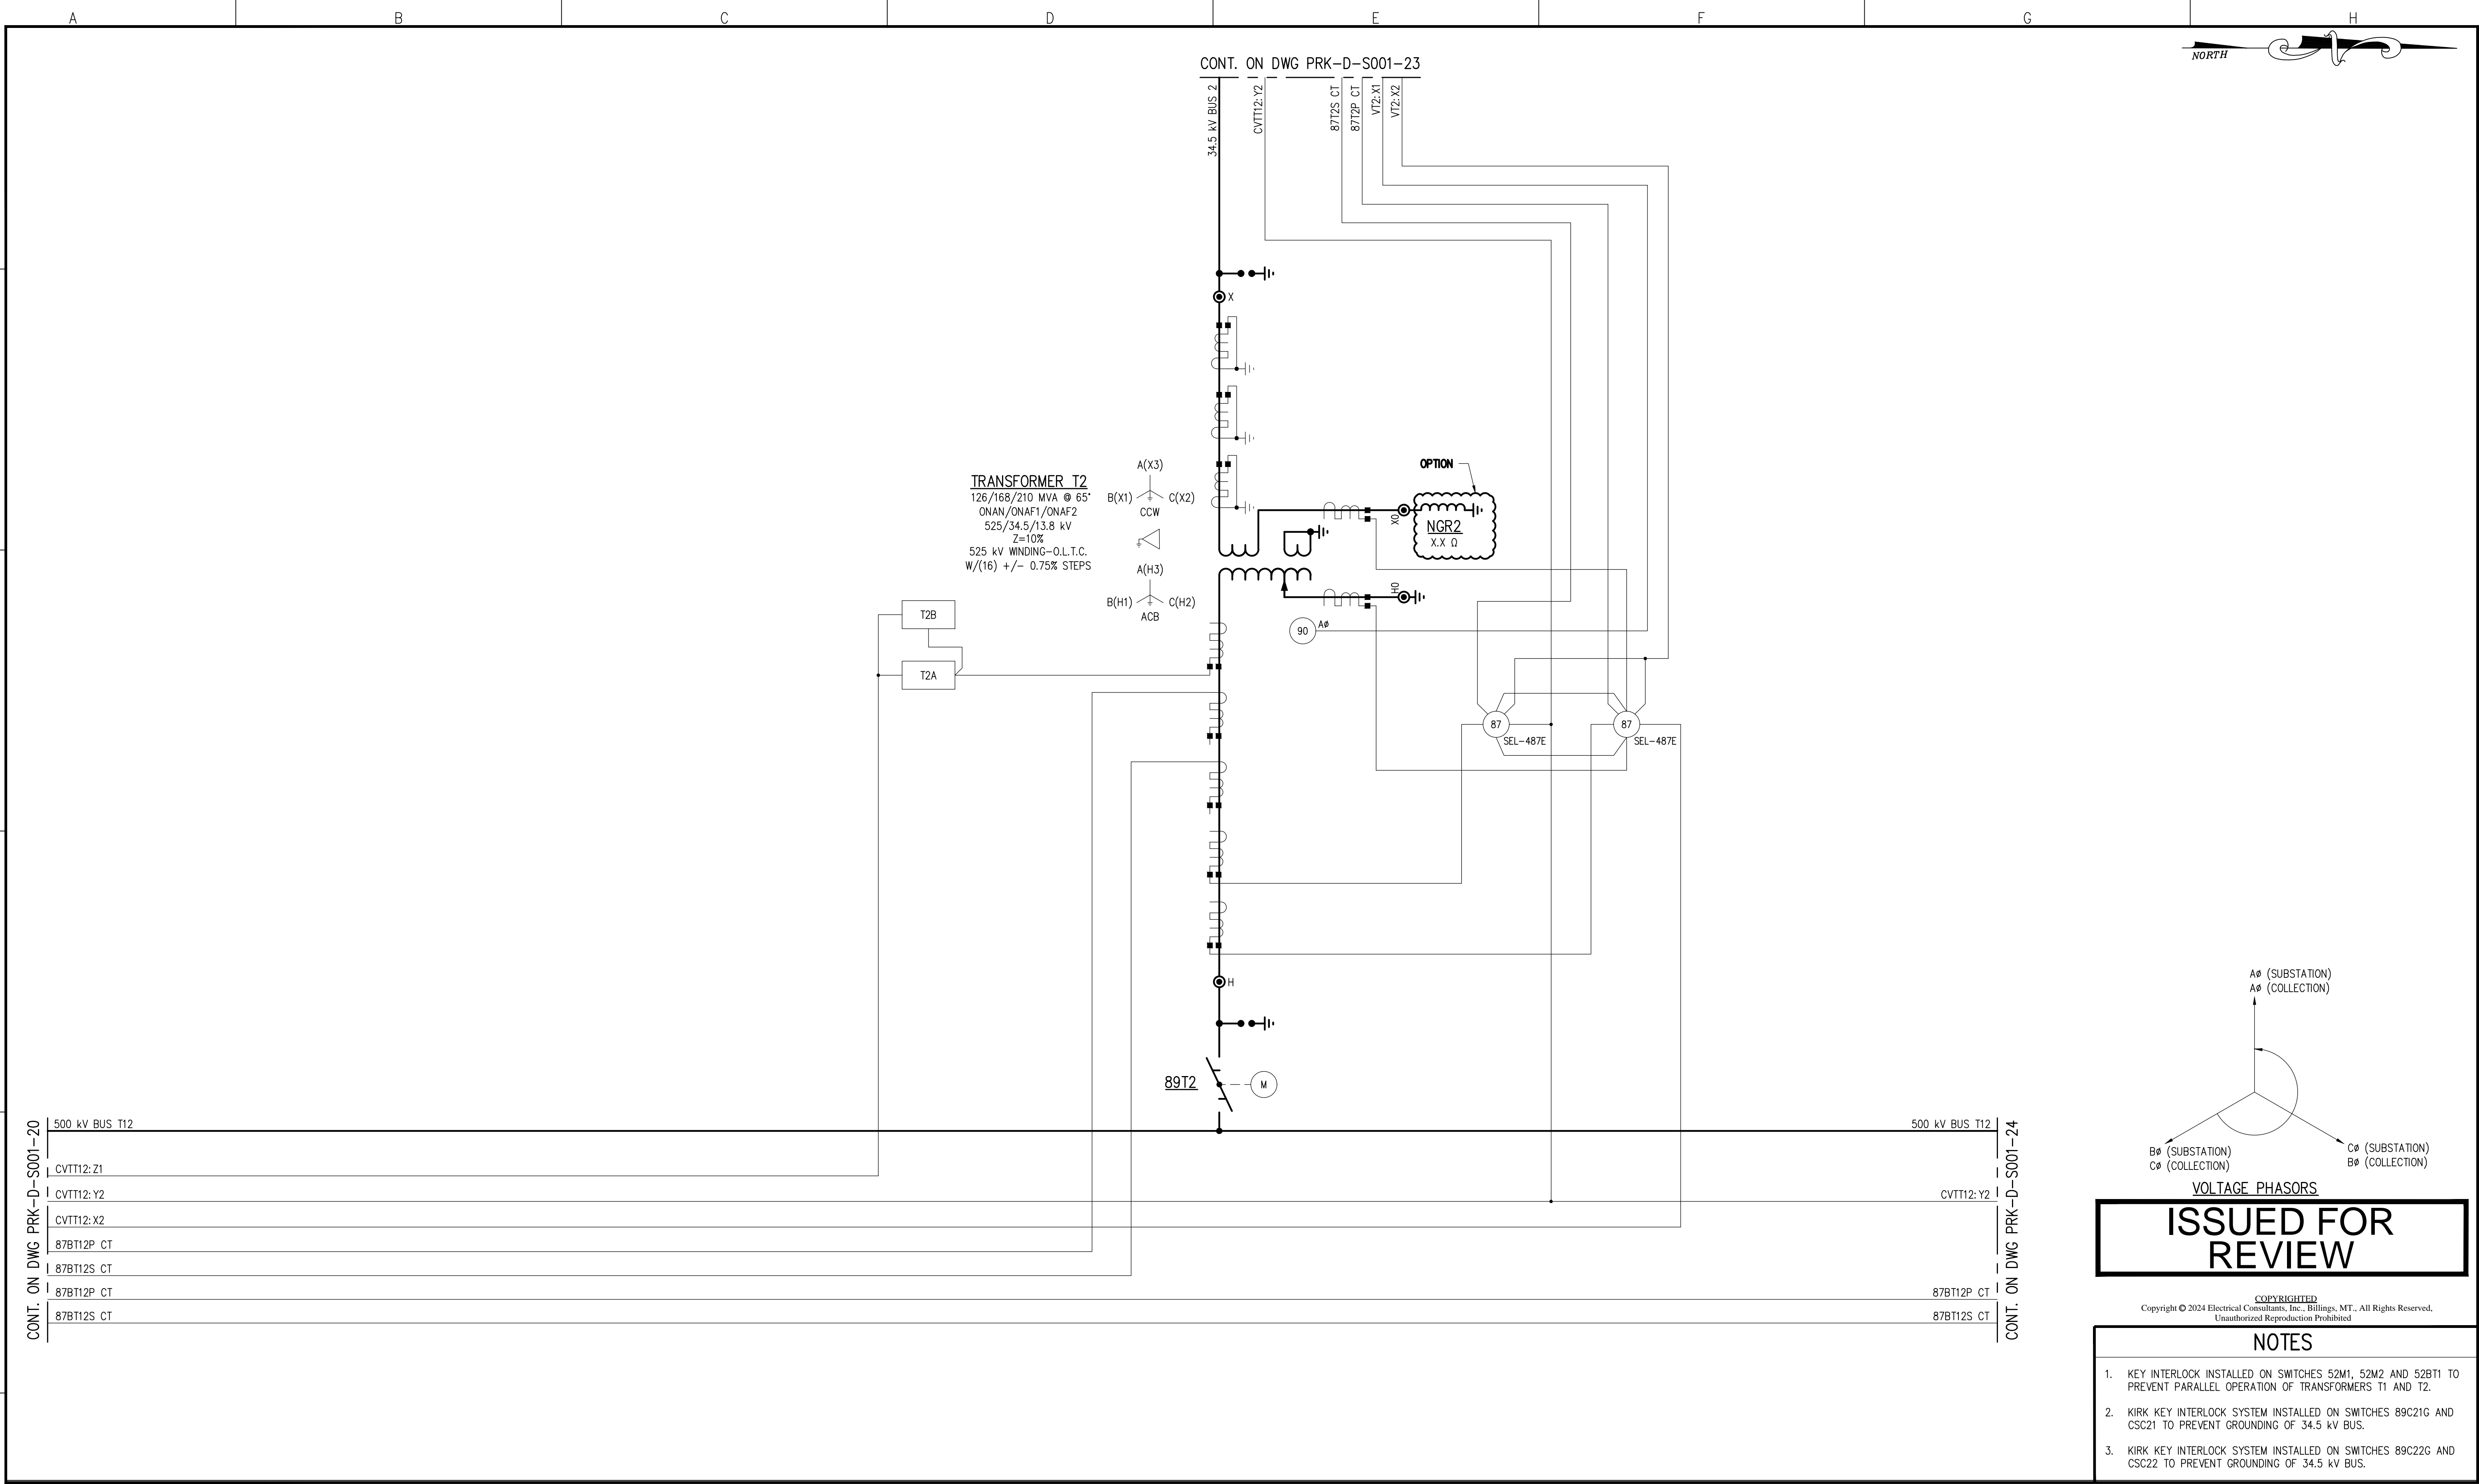 A B C D E F G H
NORTH
CONT. ON DWG PRK-D-S001-23
34.5 kV BUS 2
CVTT12:Y2
87T2S CT
87T2P CT
VT2:X1
VT2:X2
X
TRANSFORMER T2
126/168/210 MVA @ 65°
ONAN/ONAF1/ONAF2
525/34.5/13.8 kV
Z=10%
525 kV WINDING-O.L.T.C.
W/(16) +/- 0.75% STEPS
A(X3)
B(X1) C(X2)
CCW
A(H3)
B(H1) C(H2)
ACB
OPTION
X0
NGR2
X.X Ω
H0
90 AØ
T2B
T2A
87
SEL-487E
87
SEL-487E
H
89T2
M
CONT. ON DWG PRK-D-S001-20
500 kV BUS T12
CVTT12:Z1
CVTT12:Y2
CVTT12:X2
87BT12P CT
87BT12S CT
87BT12P CT
87BT12S CT
500 kV BUS T12
CVTT12:Y2
87BT12P CT
87BT12S CT
CONT. ON DWG PRK-D-S001-24
AØ (SUBSTATION)
AØ (COLLECTION)
BØ (SUBSTATION)
CØ (COLLECTION)
CØ (SUBSTATION)
BØ (COLLECTION)
VOLTAGE PHASORS
ISSUED FOR
REVIEW
COPYRIGHTED
Copyright © 2024 Electrical Consultants, Inc., Billings, MT., All Rights Reserved,
Unauthorized Reproduction Prohibited
NOTES
1. KEY INTERLOCK INSTALLED ON SWITCHES 52M1, 52M2 AND 52BT1 TO
PREVENT PARALLEL OPERATION OF TRANSFORMERS T1 AND T2.
2. KIRK KEY INTERLOCK SYSTEM INSTALLED ON SWITCHES 89C21G AND
CSC21 TO PREVENT GROUNDING OF 34.5 kV BUS.
3. KIRK KEY INTERLOCK SYSTEM INSTALLED ON SWITCHES 89C22G AND
CSC22 TO PREVENT GROUNDING OF 34.5 kV BUS.